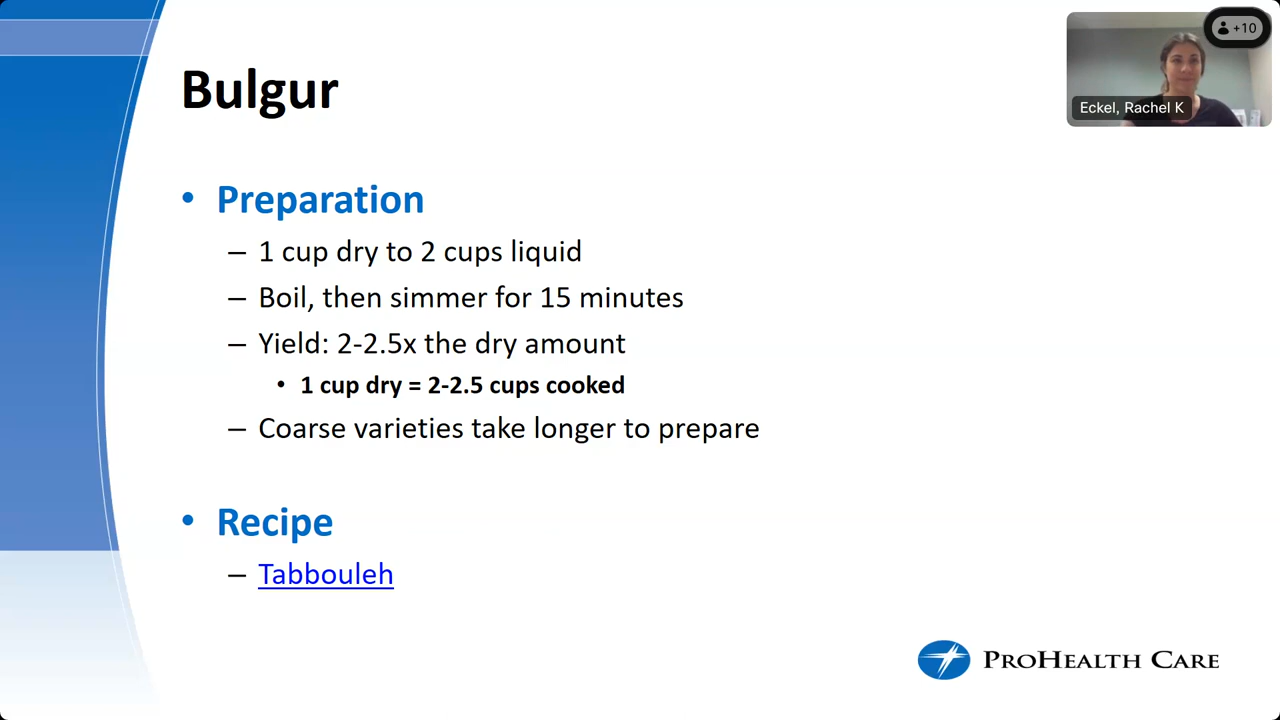 +10
Eckel, Rachel K
Bulgur
• Preparation
– 1 cup dry to 2 cups liquid
– Boil, then simmer for 15 minutes
– Yield: 2-2.5x the dry amount
• 1 cup dry = 2-2.5 cups cooked
– Coarse varieties take longer to prepare
• Recipe
– Tabbouleh
PROHEALTH CARE